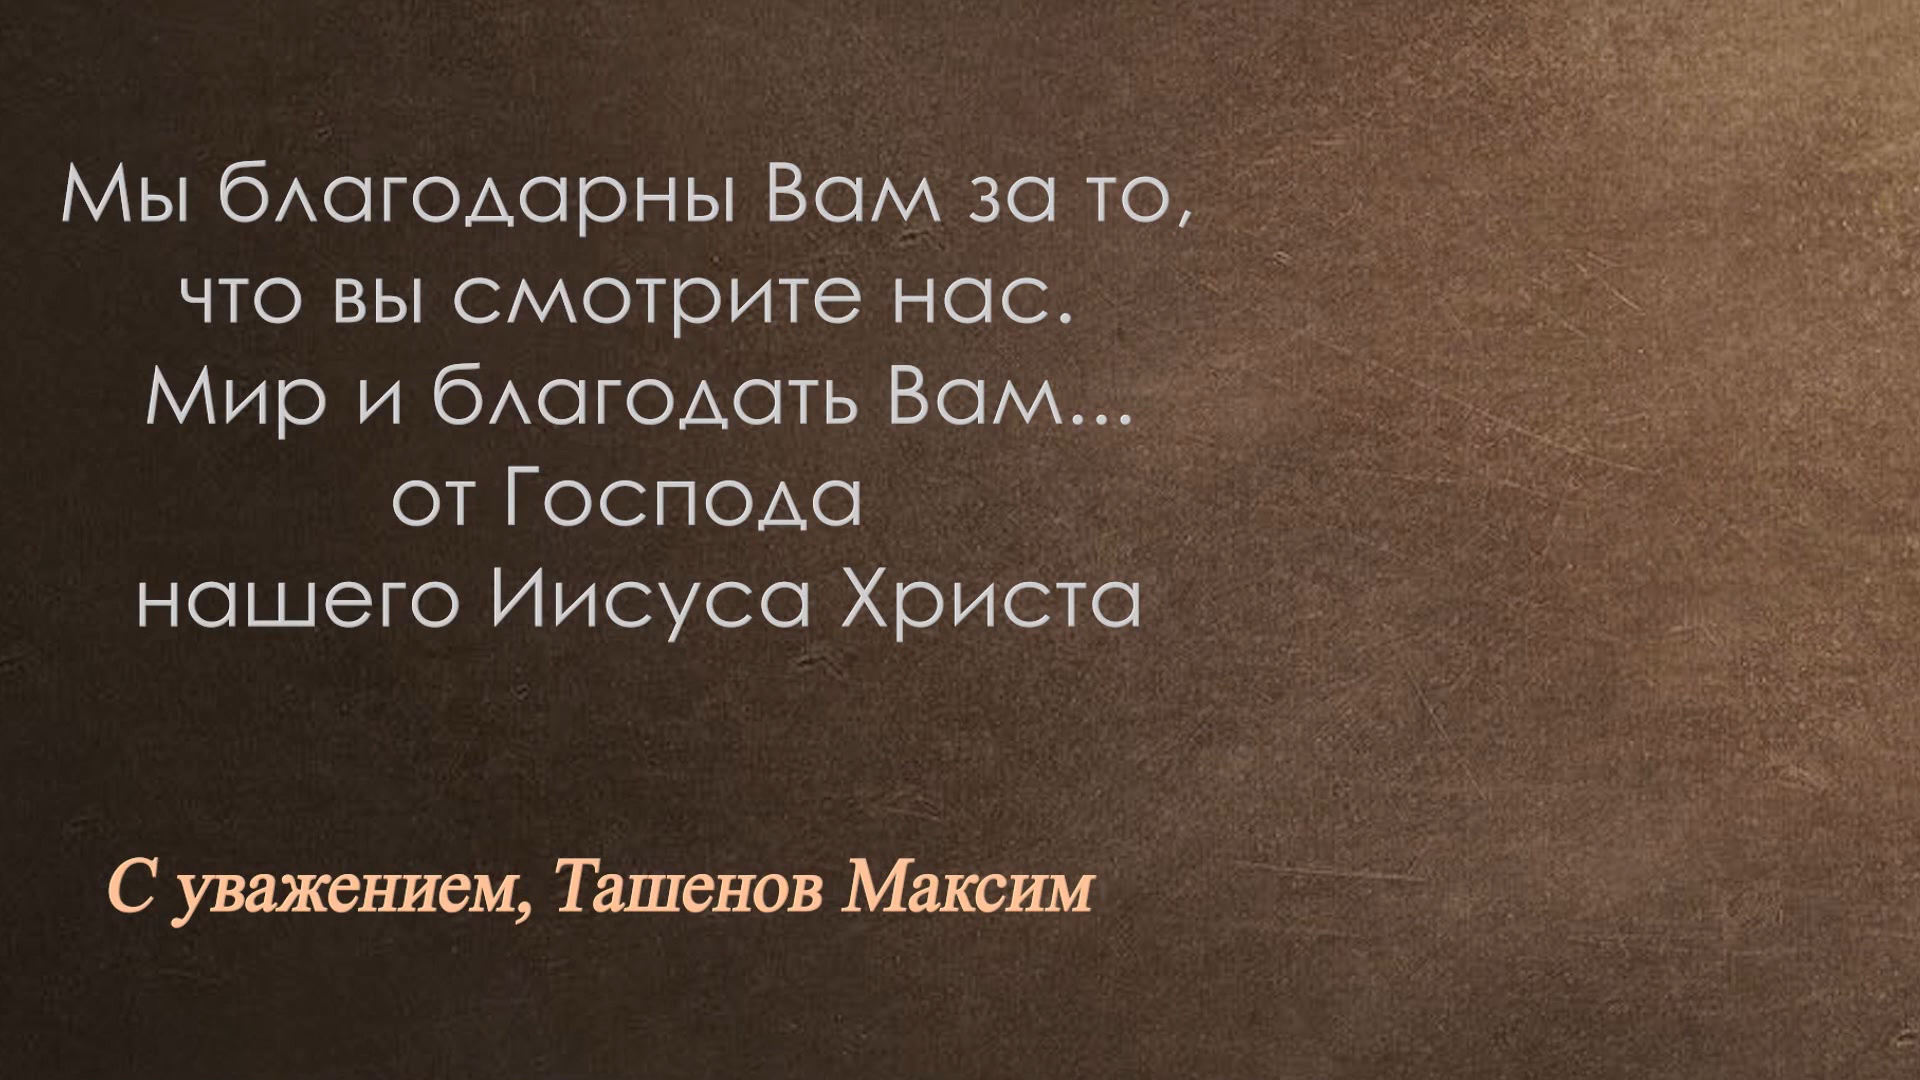 Мы благодарны Вам за то,
что вы смотрите нас.
Мир и благодать Вам...
от Господа
нашего Иисуса Христа
С уважением, Ташенов Максим